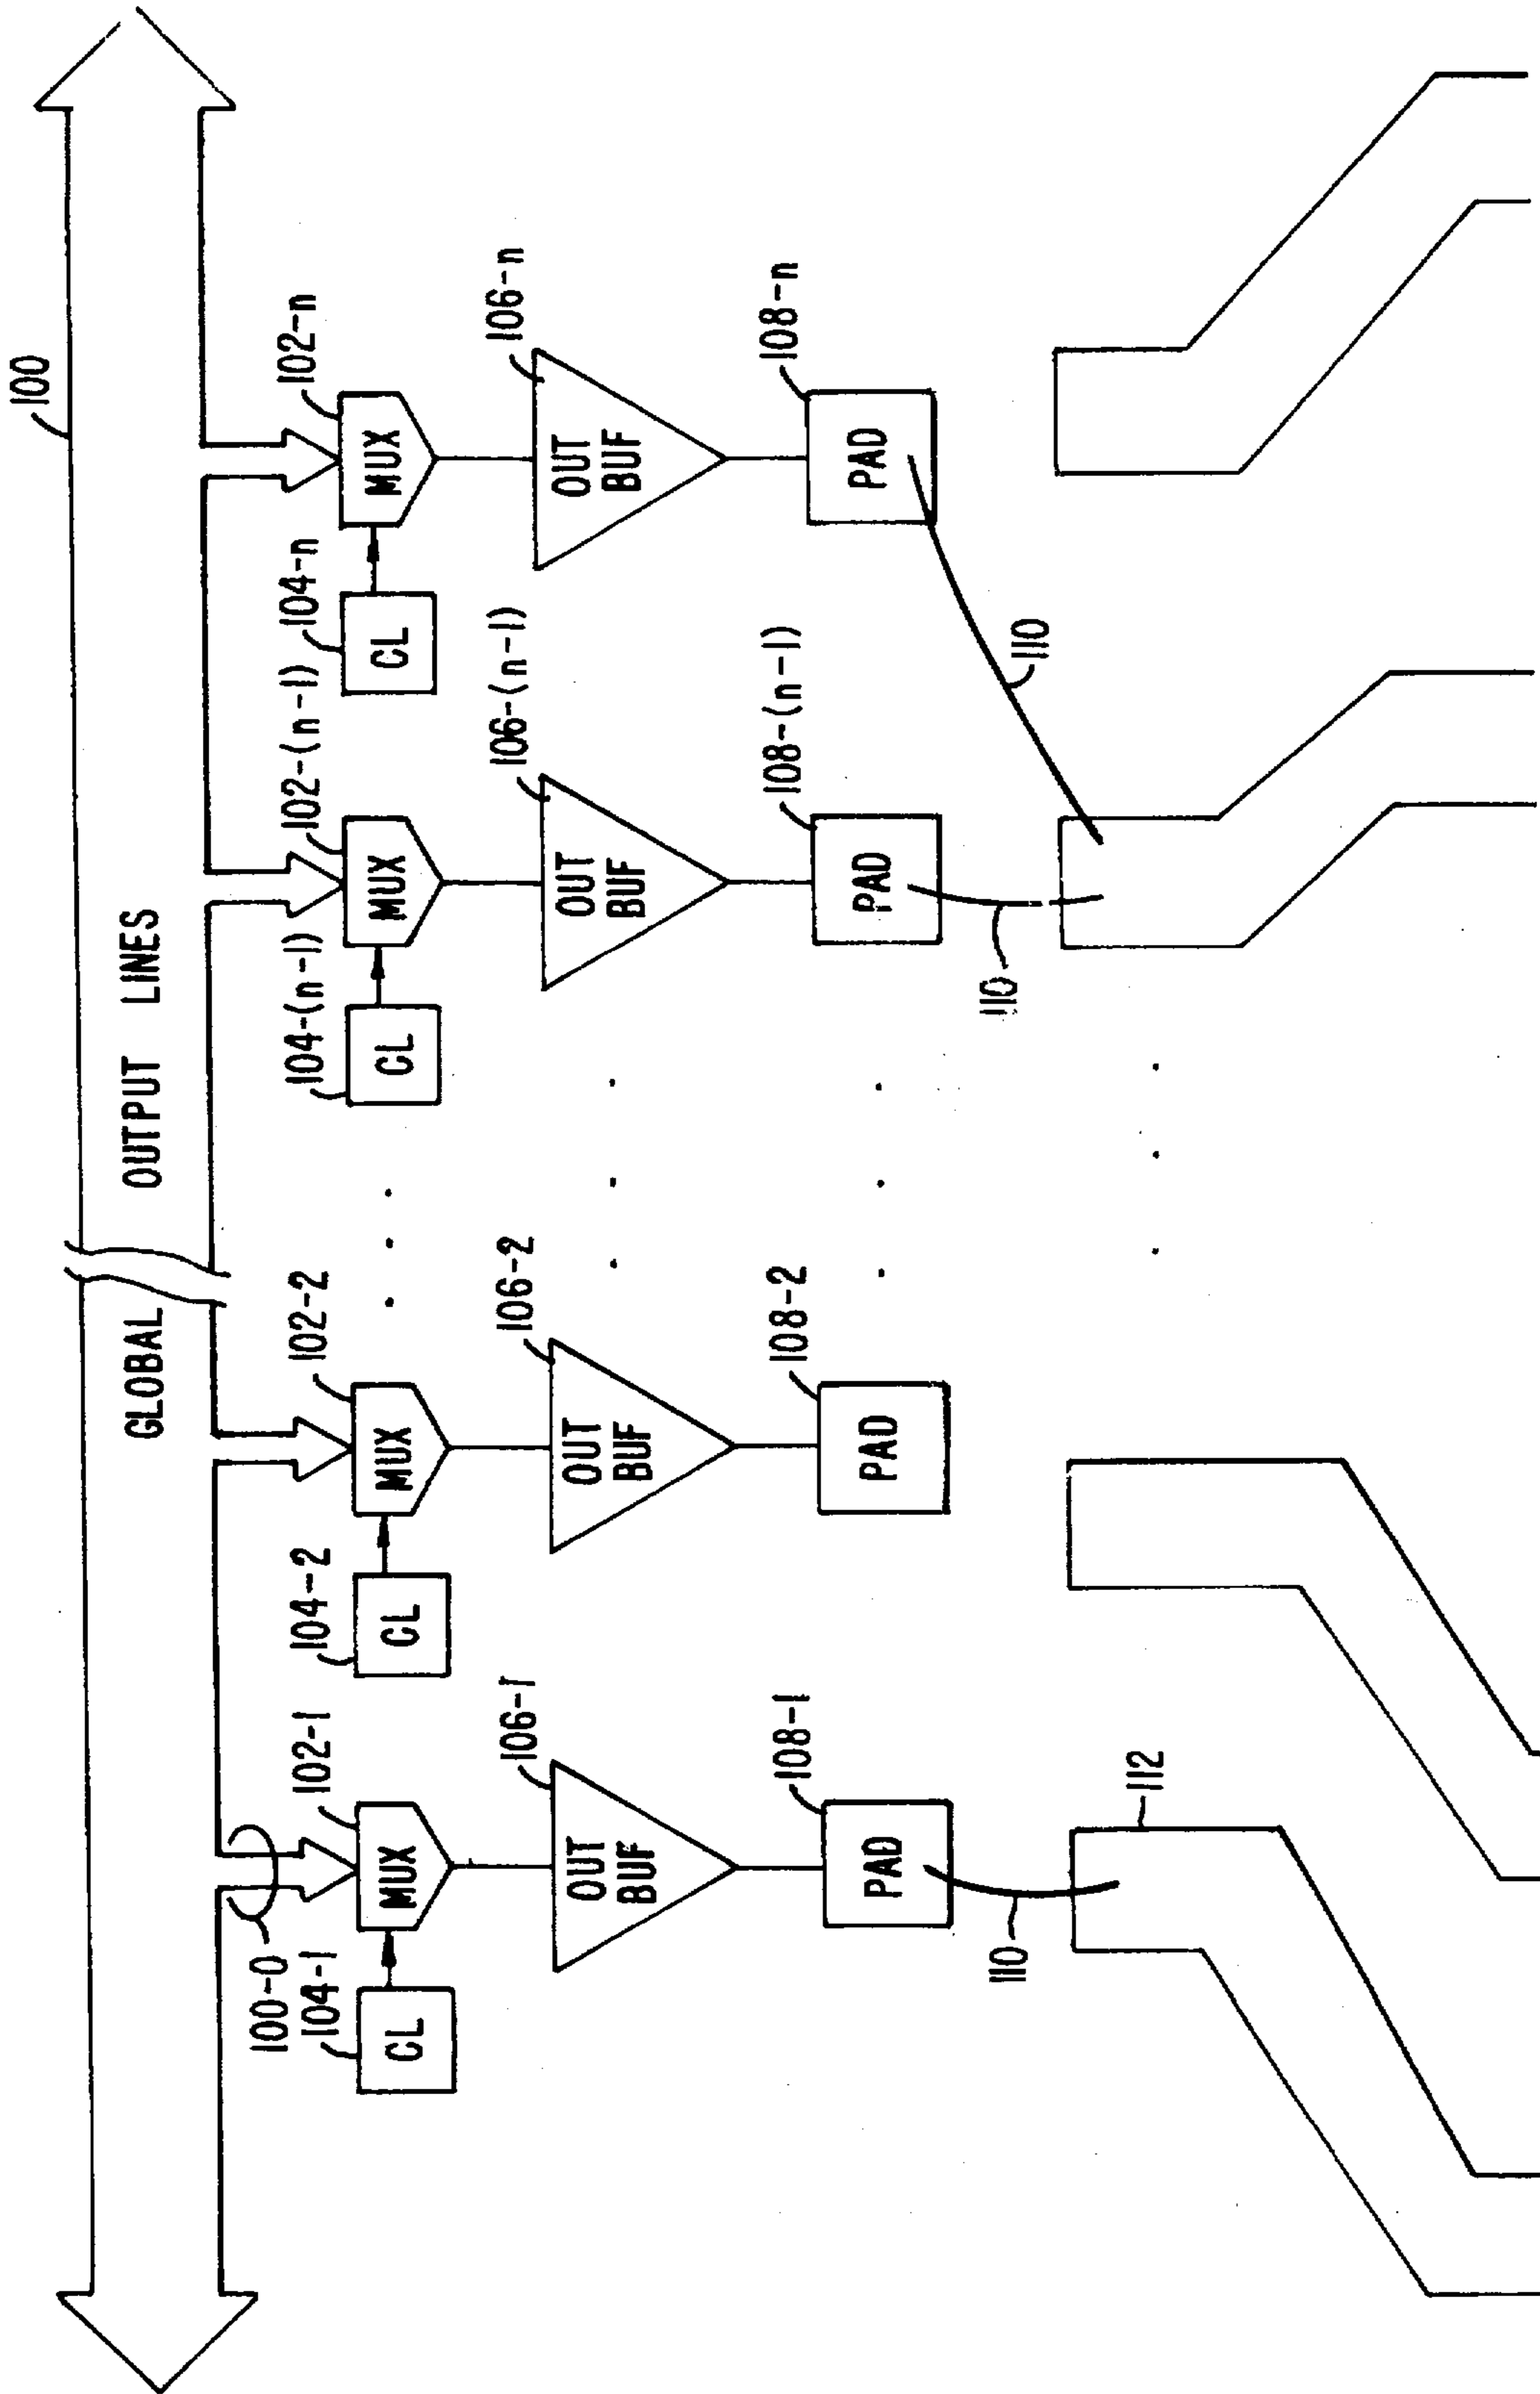 100
GLOBAL OUTPUT LINES
100-0
104-1
102-1
104-2
102-2
104-(n-1)
102-(n-1)
104-n
102-n
CL
MUX
CL
MUX
CL
MUX
CL
MUX
106-1
106-2
106-(n-1)
106-n
OUT
BUF
OUT
BUF
OUT
BUF
OUT
BUF
108-1
108-2
108-(n-1)
108-n
PAD
PAD
PAD
PAD
110
112
110
110